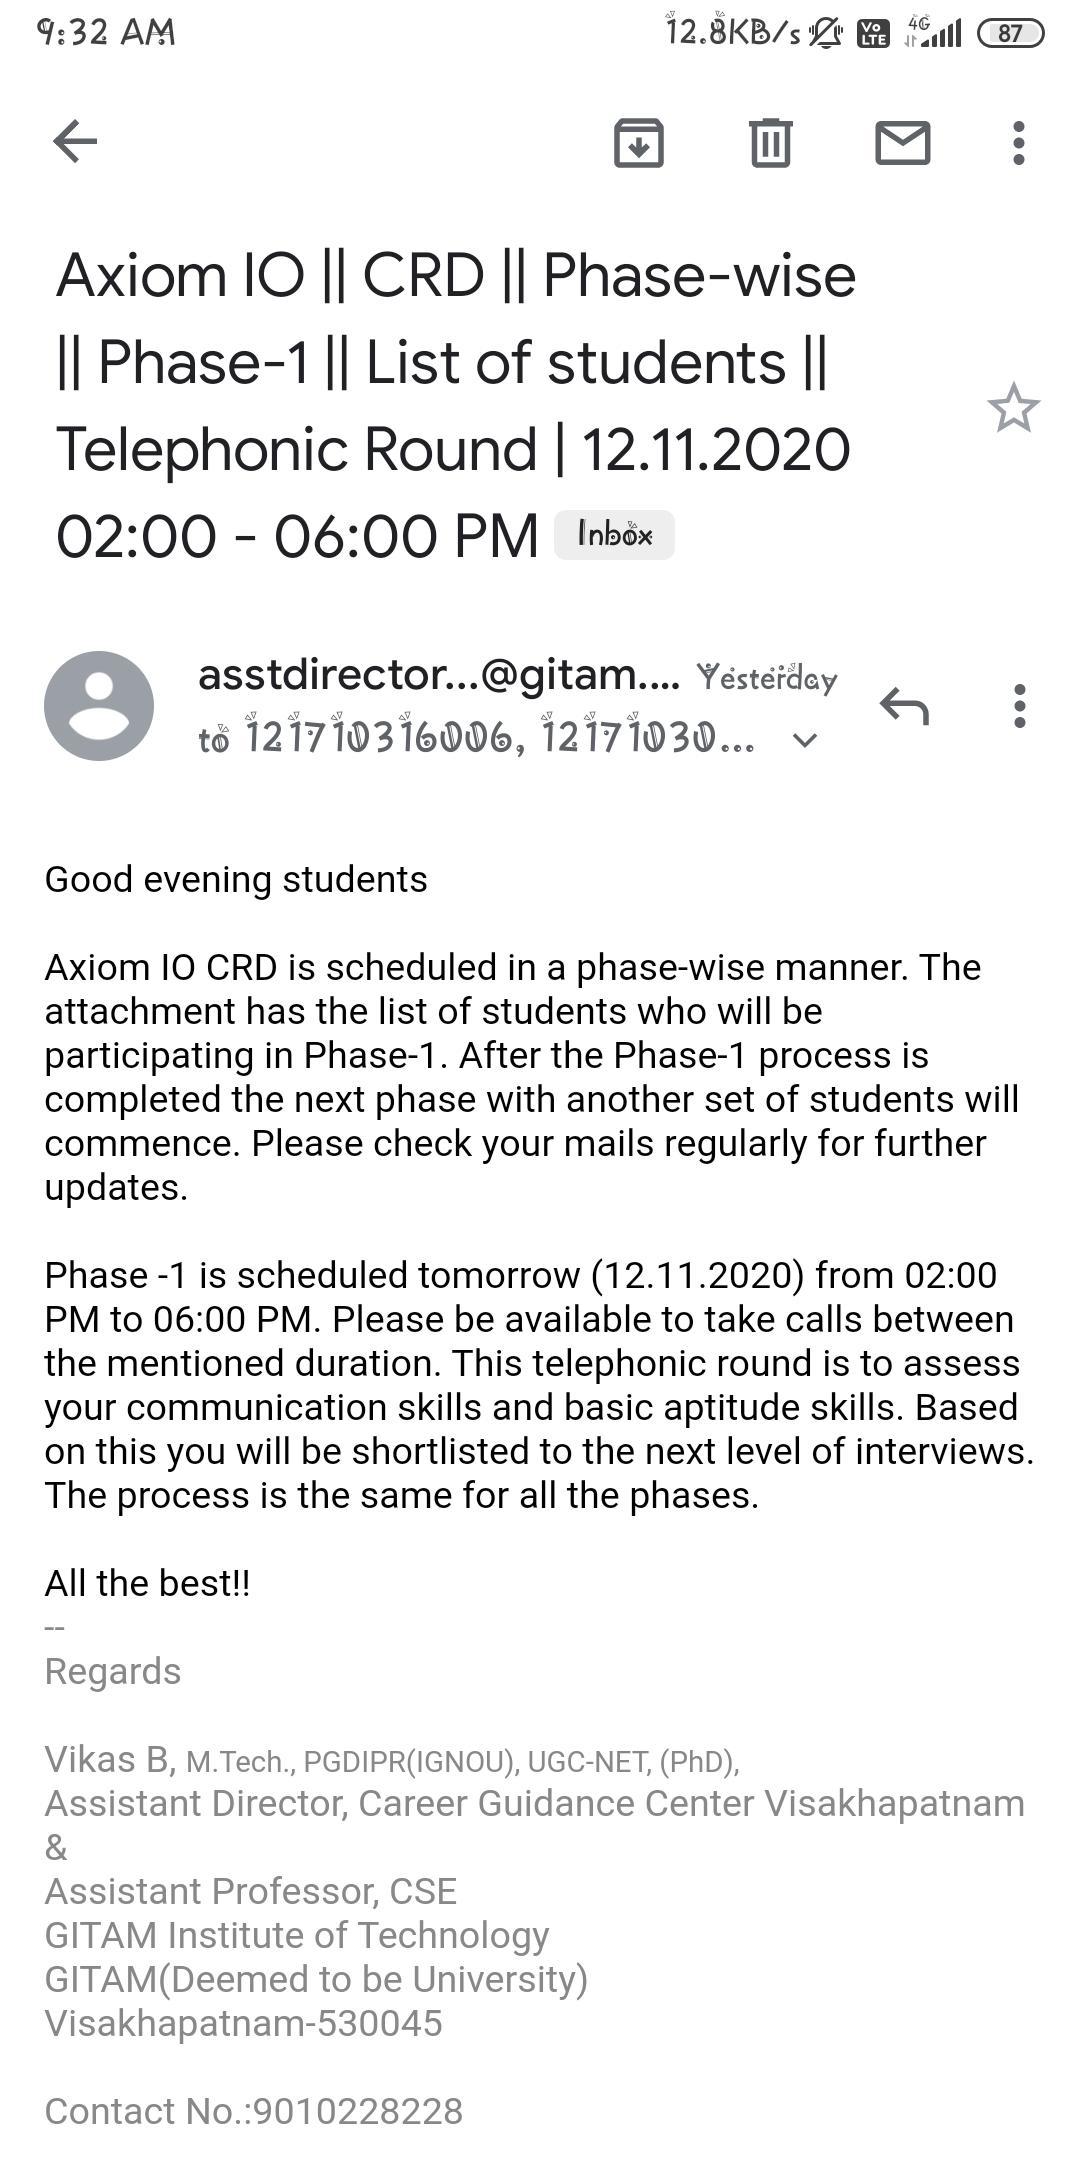 9:32 AM 12.8KB/s Vo LTE 4G 87
Axiom IO || CRD || Phase-wise
|| Phase-1 || List of students ||
Telephonic Round | 12.11.2020
02:00 - 06:00 PM Inbox
asstdirector...@gitam.... Yesterday
to 121710316006, 12171030...
Good evening students
Axiom IO CRD is scheduled in a phase-wise manner. The
attachment has the list of students who will be
participating in Phase-1. After the Phase-1 process is
completed the next phase with another set of students will
commence. Please check your mails regularly for further
updates.
Phase -1 is scheduled tomorrow (12.11.2020) from 02:00
PM to 06:00 PM. Please be available to take calls between
the mentioned duration. This telephonic round is to assess
your communication skills and basic aptitude skills. Based
on this you will be shortlisted to the next level of interviews.
The process is the same for all the phases.
All the best!!
--
Regards
Vikas B, M.Tech., PGDIPR(IGNOU), UGC-NET, (PhD),
Assistant Director, Career Guidance Center Visakhapatnam
&
Assistant Professor, CSE
GITAM Institute of Technology
GITAM(Deemed to be University)
Visakhapatnam-530045
Contact No.:9010228228